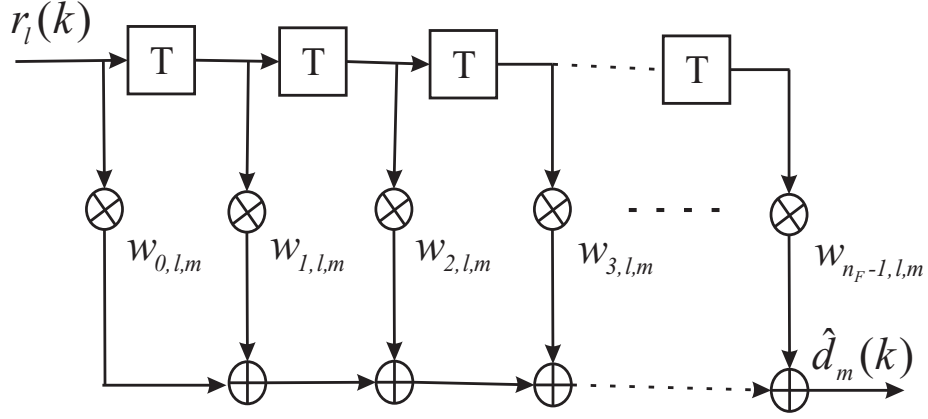 r_l(k)
T T T T
w_{0,l,m} w_{1,l,m} w_{2,l,m} w_{3,l,m} w_{n_F-1,l,m}
\hat{d}_m(k)